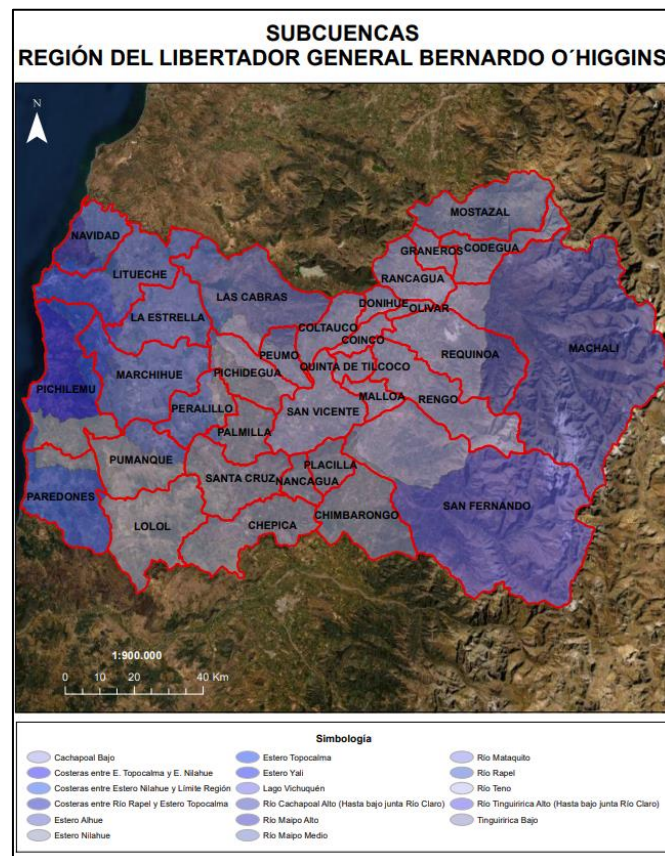 SUBCUENCAS
REGIÓN DEL LIBERTADOR GENERAL BERNARDO O´HIGGINS
N
MOSTAZAL
NAVIDAD
GRANEROS
CODEGUA
LITUECHE
RANCAGUA
LAS CABRAS
DONIHUE
OLIVAR
LA ESTRELLA
COLTAUCO
COINCO
MACHALI
PEUMO
REQUINOA
QUINTA DE TILCOCO
PICHIDEGUA
MARCHIHUE
PICHILEMU
MALLOA
RENGO
PERALILLO
SAN VICENTE
PALMILLA
PUMANQUE
PLACILLA
SANTA CRUZ
NANCAGUA
PAREDONES
SAN FERNANDO
CHIMBARONGO
LOLOL
CHEPICA
1:900.000
0 10 20 40 Km
Simbología
Cachapoal Bajo
Costeras entre E. Topocalma y E. Nilahue
Costeras entre Estero Nilahue y Límite Región
Costeras entre Río Rapel y Estero Topocalma
Estero Alhue
Estero Nilahue
Estero Topocalma
Estero Yali
Lago Vichuquén
Río Cachapoal Alto (Hasta bajo junta Río Claro)
Río Maipo Alto
Río Maipo Medio
Río Mataquito
Río Rapel
Río Teno
Río Tinguiririca Alto (Hasta bajo junta Río Claro)
Tinguiririca Bajo